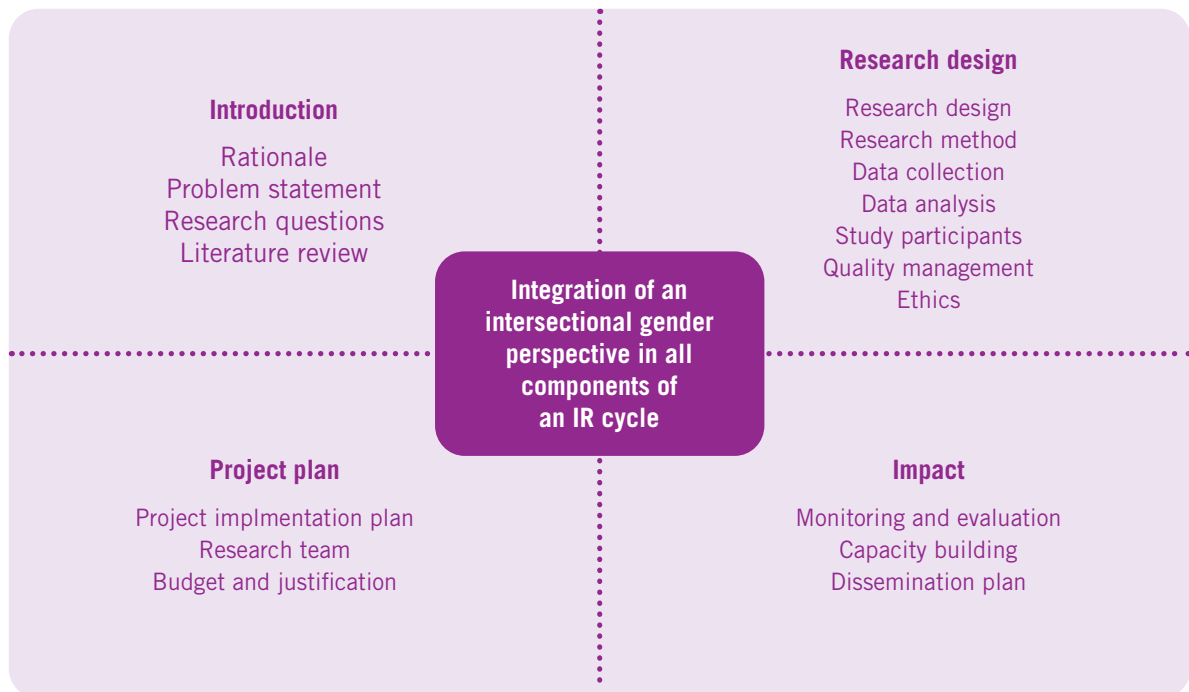 Introduction
Rationale
Problem statement
Research questions
Literature review
Research design
Research design
Research method
Data collection
Data analysis
Study participants
Quality management
Ethics
Integration of an
intersectional gender
perspective in all
components of
an IR cycle
Project plan
Project implmentation plan
Research team
Budget and justification
Impact
Monitoring and evaluation
Capacity building
Dissemination plan